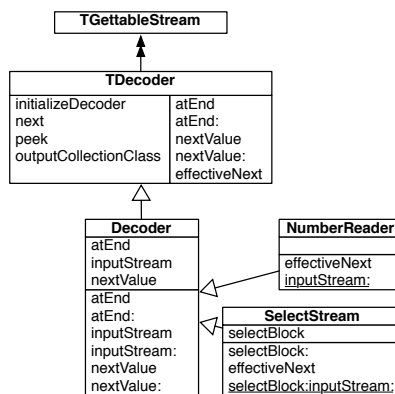 TGettableStream
TDecoder
initializeDecoder
next
peek
outputCollectionClass
atEnd
atEnd:
nextValue
nextValue:
effectiveNext
Decoder
atEnd
inputStream
nextValue
atEnd
atEnd:
inputStream
inputStream:
nextValue
nextValue:
NumberReader
effectiveNext
inputStream:
SelectStream
selectBlock
selectBlock:
effectiveNext
selectBlock:inputStream: